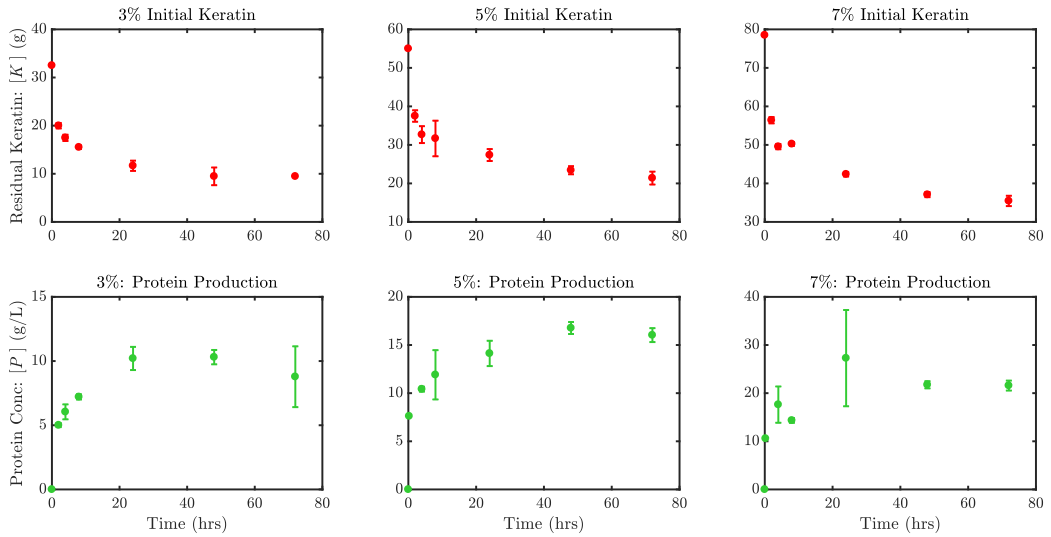 3% Initial Keratin
5% Initial Keratin
7% Initial Keratin
Residual Keratin: [K] (g)
40
30
20
10
0
0 20 40 60 80
60
50
40
30
20
10
0 20 40 60 80
80
70
60
50
40
30
0 20 40 60 80
3%: Protein Production
5%: Protein Production
7%: Protein Production
Protein Conc: [P] (g/L)
15
10
5
0
0 20 40 60 80
Time (hrs)
20
15
10
5
0
0 20 40 60 80
Time (hrs)
40
30
20
10
0
0 20 40 60 80
Time (hrs)